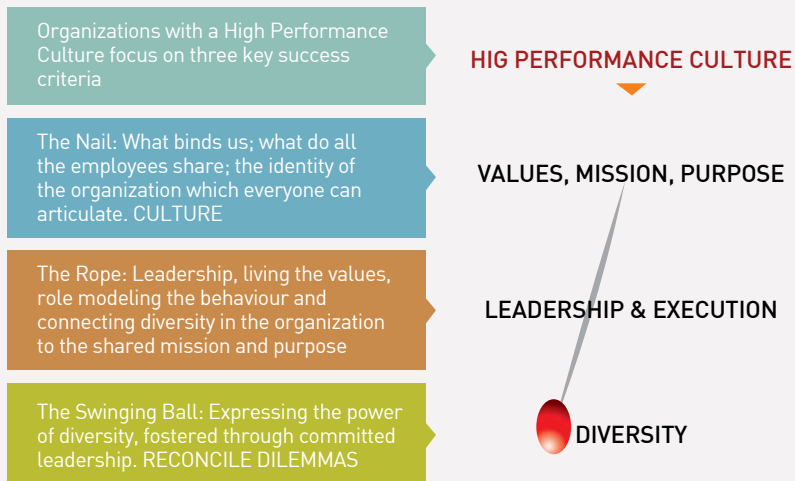 Organizations with a High Performance
Culture focus on three key success
criteria
HIG PERFORMANCE CULTURE
The Nail: What binds us; what do all
the employees share; the identity of
the organization which everyone can
articulate. CULTURE
VALUES, MISSION, PURPOSE
The Rope: Leadership, living the values,
role modeling the behaviour and
connecting diversity in the organization
to the shared mission and purpose
LEADERSHIP & EXECUTION
The Swinging Ball: Expressing the power
of diversity, fostered through committed
leadership. RECONCILE DILEMMAS
DIVERSITY